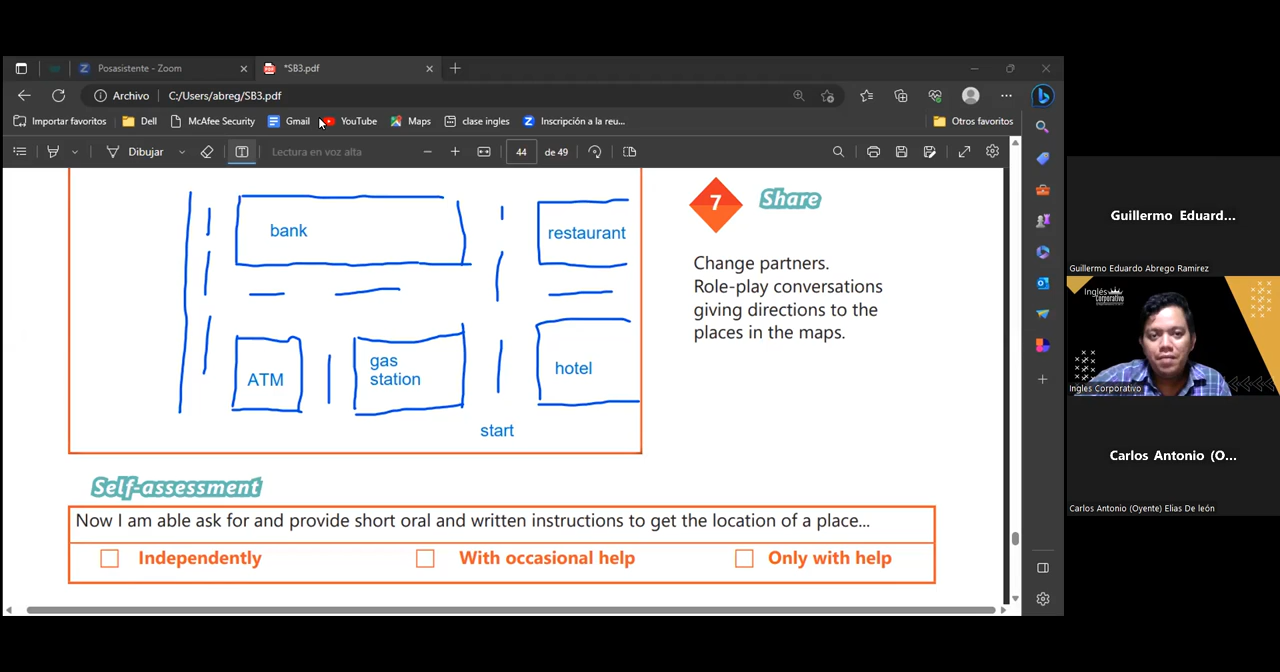 Posasistente - Zoom
*SB3.pdf
Archivo
C:/Users/abreg/SB3.pdf
Importar favoritos
Dell
McAfee Security
Gmail
YouTube
Maps
clase ingles
Inscripción a la reu...
Otros favoritos
Dibujar
Lectura en voz alta
44
de 49
bank
restaurant
ATM
gas
station
hotel
start
7
Share
Change partners.
Role-play conversations
giving directions to the
places in the maps.
Self-assessment
Now I am able ask for and provide short oral and written instructions to get the location of a place...
Independently
With occasional help
Only with help
Guillermo Eduard...
Guillermo Eduardo Abrego Ramirez
Inglés
Corporativo
Ingles Corporativo
Carlos Antonio (O...
Carlos Antonio (Oyente) Elias De león